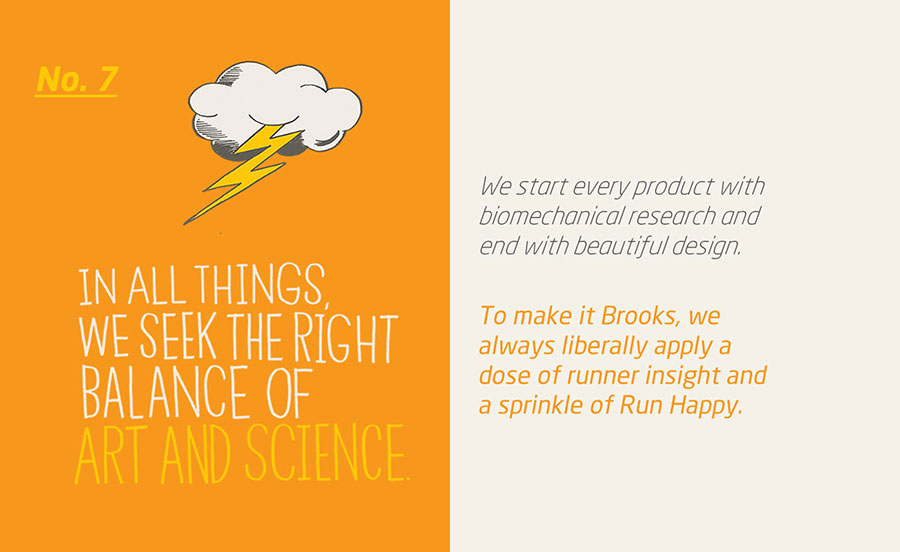 No. 7
IN ALL THINGS,
WE SEEK THE RIGHT
BALANCE OF
ART AND SCIENCE.
We start every product with
biomechanical research and
end with beautiful design.
To make it Brooks, we
always liberally apply a
dose of runner insight and
a sprinkle of Run Happy.